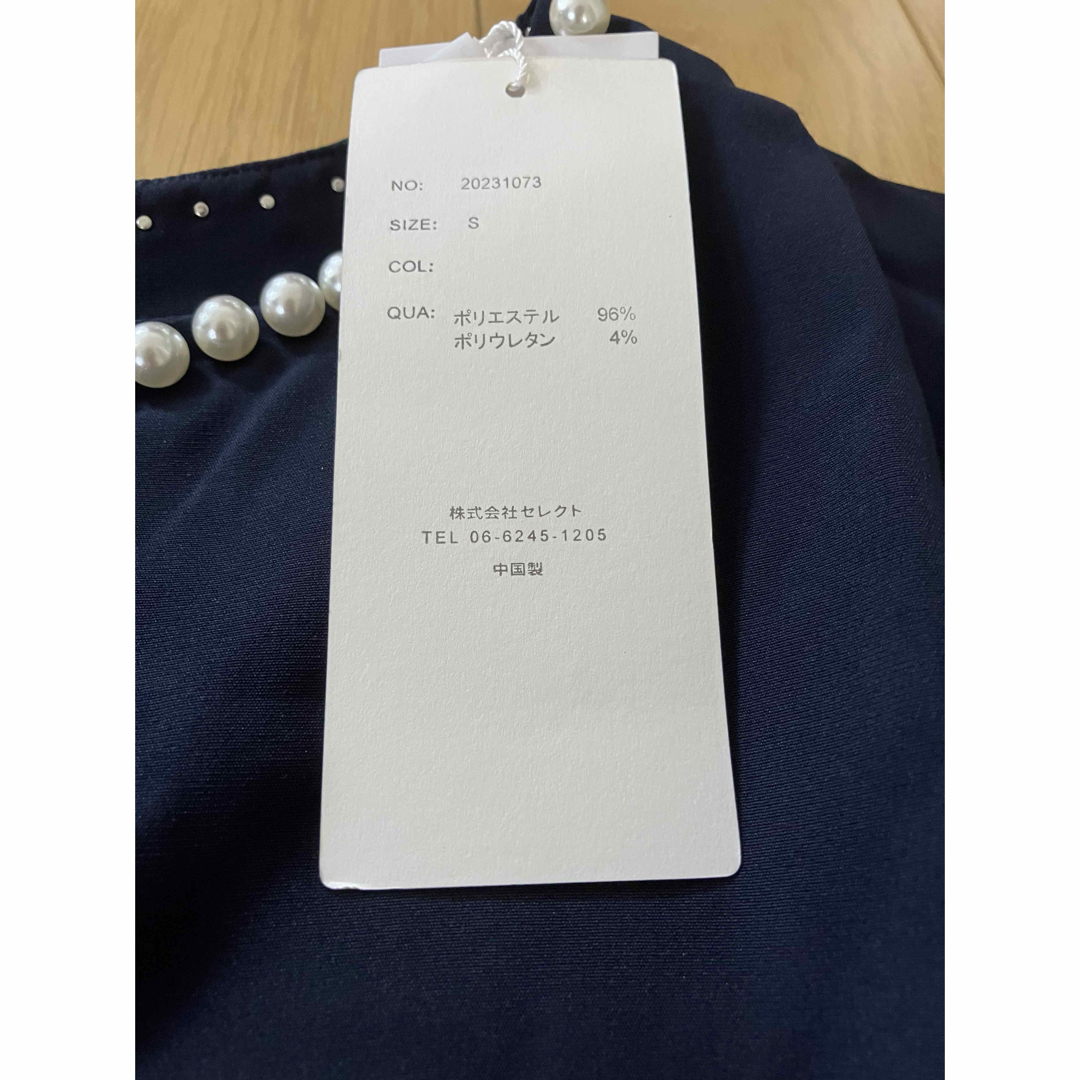 NO: 20231073
SIZE: S
COL:
QUA: ポリエステル 96%
ポリウレタン 4%
株式会社セレクト
TEL 06-6245-1205
中国製